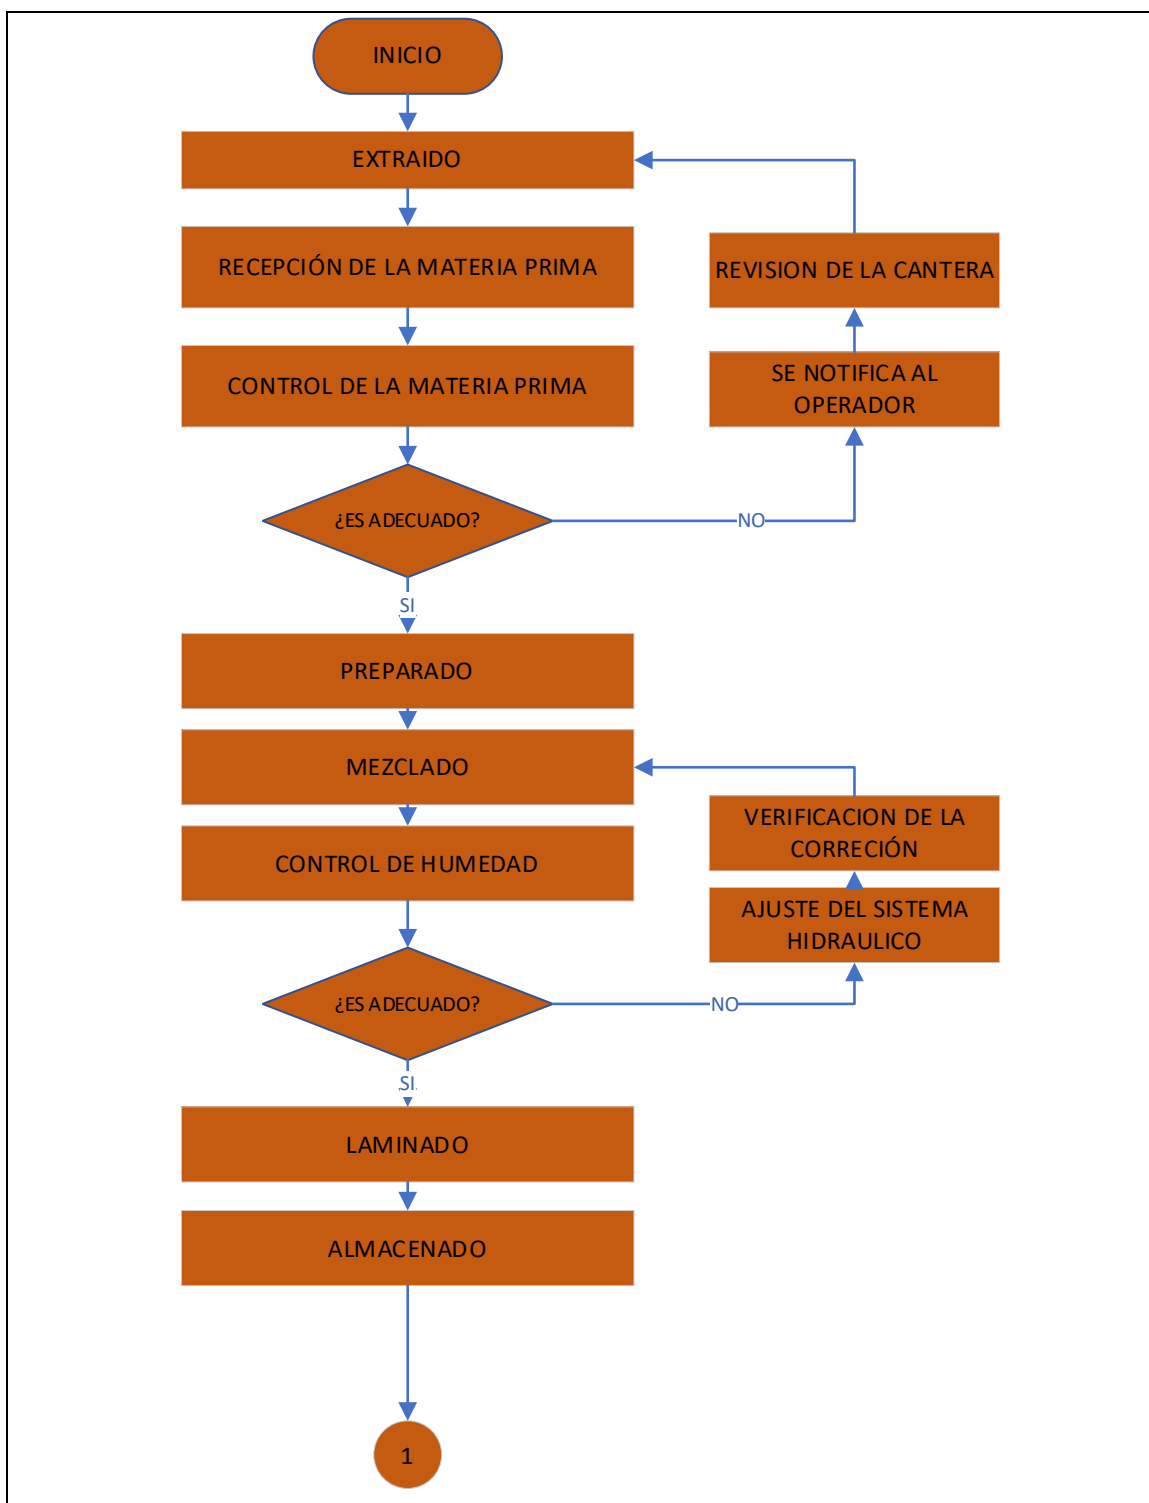 INICIO
EXTRAIDO
RECEPCIÓN DE LA MATERIA PRIMA
REVISION DE LA CANTERA
CONTROL DE LA MATERIA PRIMA
SE NOTIFICA AL
OPERADOR
¿ES ADECUADO?
NO
SI
PREPARADO
MEZCLADO
VERIFICACION DE LA
CORRECIÓN
CONTROL DE HUMEDAD
AJUSTE DEL SISTEMA
HIDRAULICO
¿ES ADECUADO?
NO
SI
LAMINADO
ALMACENADO
1